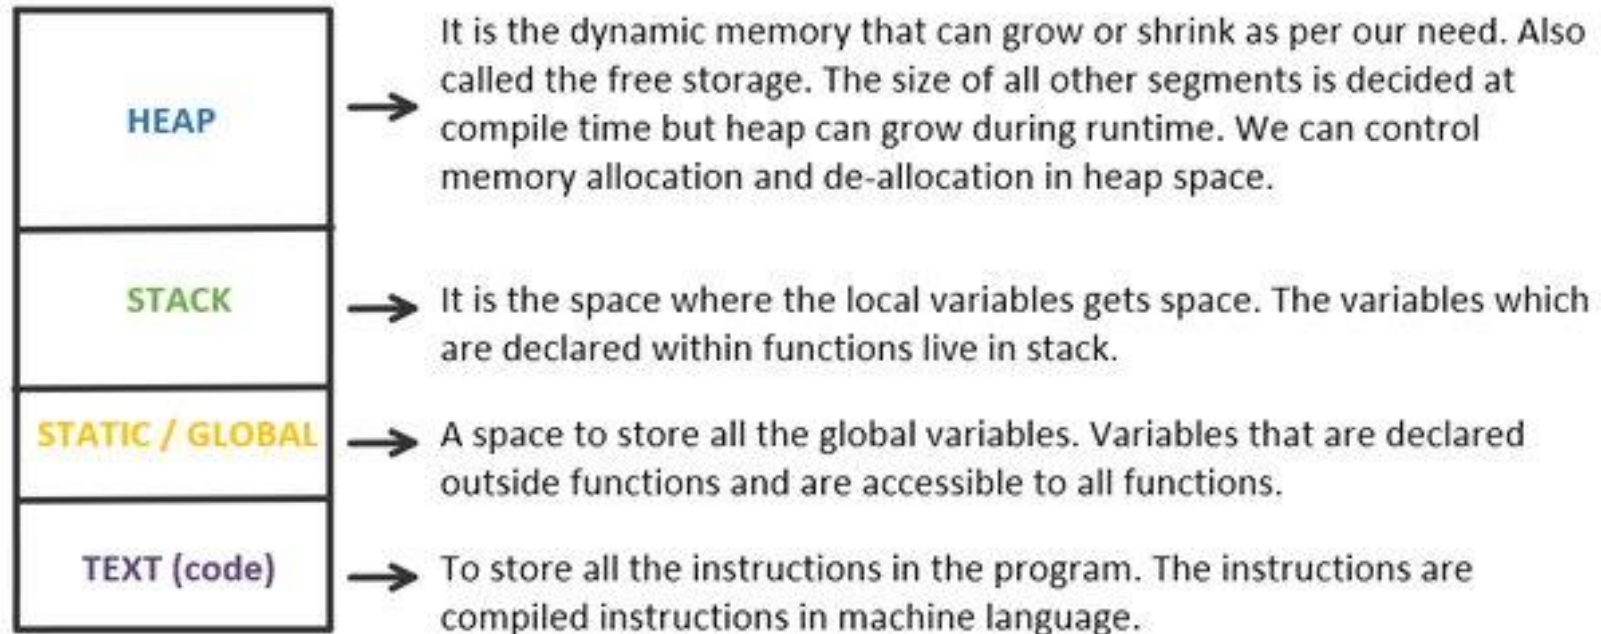 HEAP
It is the dynamic memory that can grow or shrink as per our need. Also
called the free storage. The size of all other segments is decided at
compile time but heap can grow during runtime. We can control
memory allocation and de-allocation in heap space.
STACK
It is the space where the local variables gets space. The variables which
are declared within functions live in stack.
STATIC / GLOBAL
A space to store all the global variables. Variables that are declared
outside functions and are accessible to all functions.
TEXT (code)
To store all the instructions in the program. The instructions are
compiled instructions in machine language.